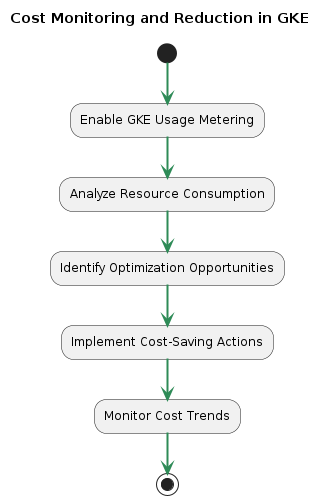 Cost Monitoring and Reduction in GKE
Enable GKE Usage Metering
Analyze Resource Consumption
Identify Optimization Opportunities
Implement Cost-Saving Actions
Monitor Cost Trends